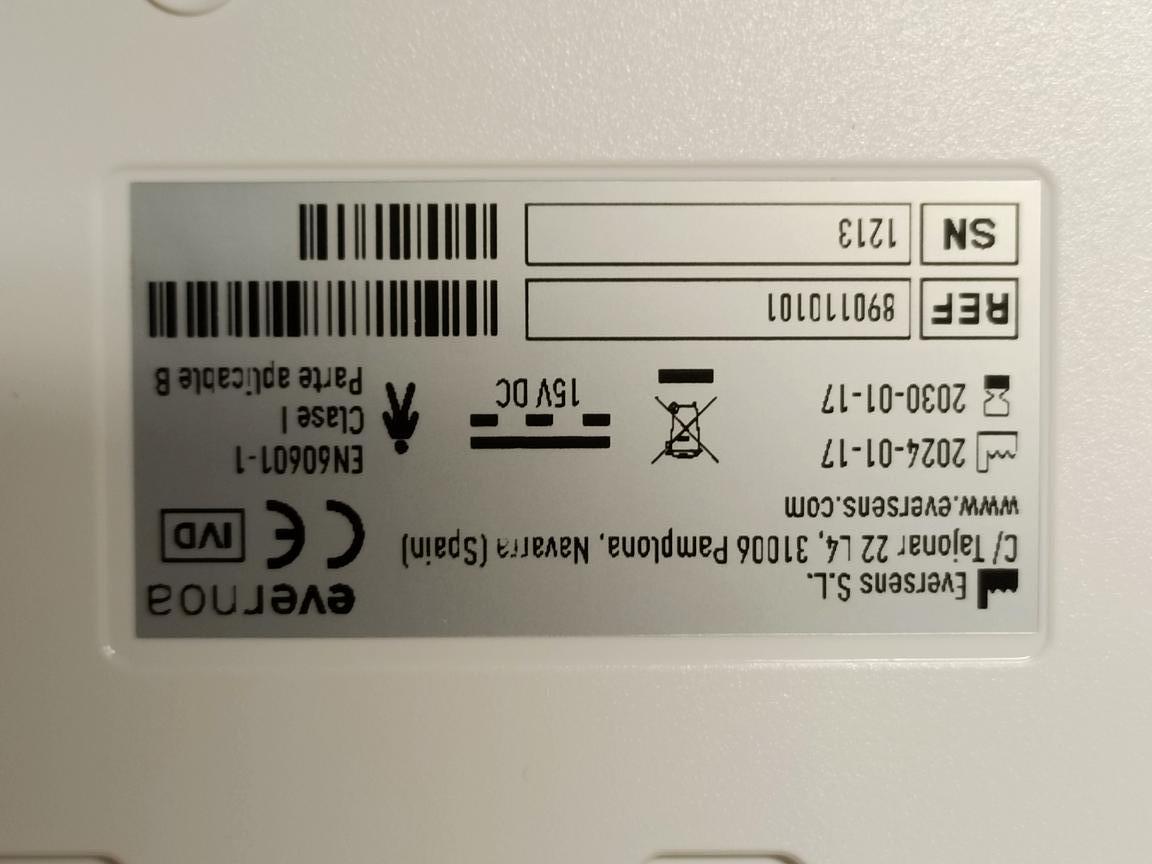 Eversens S.L.
C/ Tajonar 22 L4, 31006 Pamplona, Navarra (Spain)
www.eversens.com
2024-01-17
2030-01-17
15V DC
evernoa
CE IVD
EN60601-1
Clase I
Parte aplicable B
REF 890110101
SN 1213